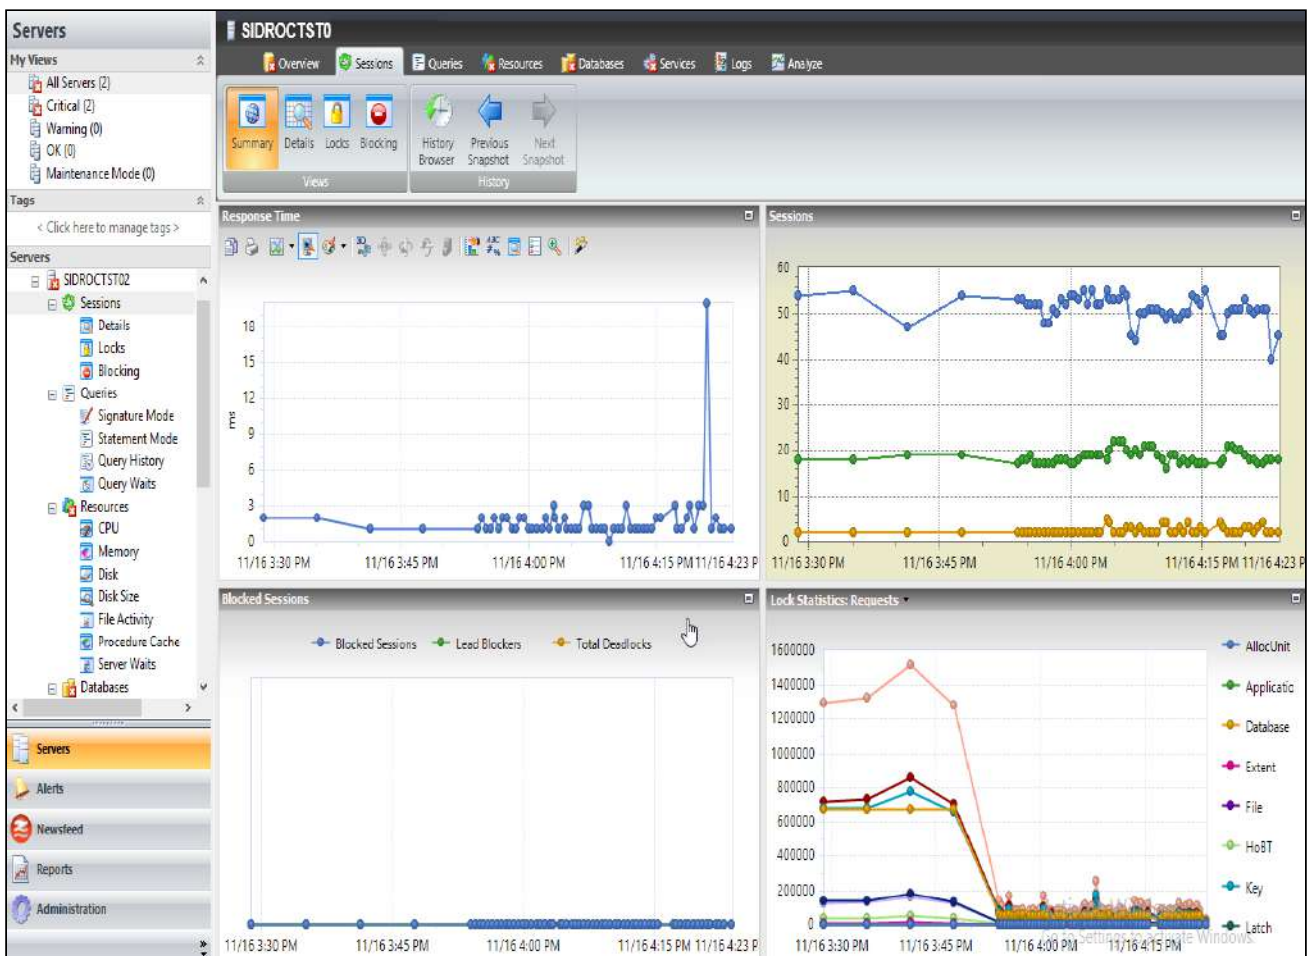 Servers
My Views
All Servers (2)
Critical (2)
Warning (0)
OK (0)
Maintenance Mode (0)
Tags
< Click here to manage tags >
Servers
SIDROCTST02
Sessions
Details
Locks
Blocking
Queries
Signature Mode
Statement Mode
Query History
Query Waits
Resources
CPU
Memory
Disk
Disk Size
File Activity
Procedure Cache
Server Waits
Databases
Servers
Alerts
Newsfeed
Reports
Administration
SIDROCTST0
Overview Sessions Queries Resources Databases Services Logs Analyze
Summary Details Locks Blocking
Views
History Browser Previous Snapshot Next Snapshot
History
Response Time
18
15
12
9
6
3
0
ms
11/16 3:30 PM 11/16 3:45 PM 11/16 4:00 PM 11/16 4:15 PM 11/16 4:23 P
Sessions
60
50
40
30
20
10
0
11/16 3:30 PM 11/16 3:45 PM 11/16 4:00 PM 11/16 4:15 PM 11/16 4:23 P
Blocked Sessions
Blocked Sessions Lead Blockers Total Deadlocks
11/16 3:30 PM 11/16 3:45 PM 11/16 4:00 PM 11/16 4:15 PM 11/16 4:23 P
Lock Statistics: Requests
1600000
1400000
1200000
1000000
800000
600000
400000
200000
0
11/16 3:30 PM 11/16 3:45 PM 11/16 4:00 PM 11/16 4:15 PM
AllocUnit
Applicatio
Database
Extent
File
HoBT
Key
Latch
Go to Settings to activate Windows.